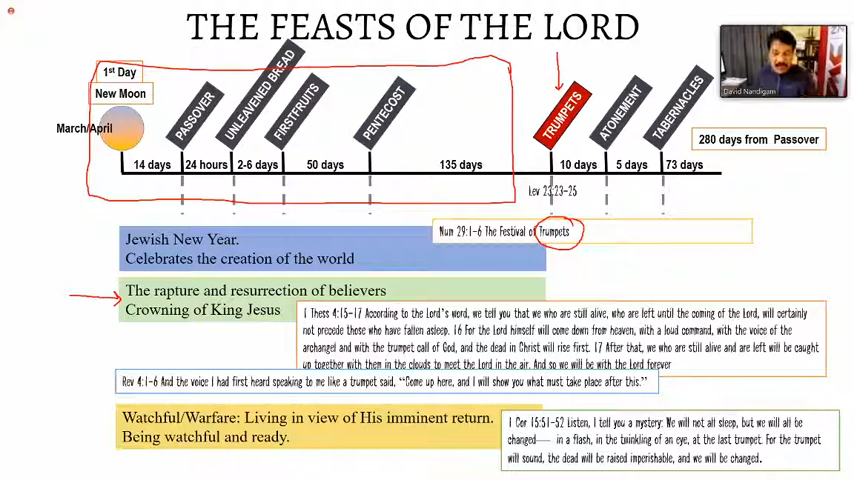 THE FEASTS OF THE LORD
David Nandigam
1st Day
New Moon
March/April
PASSOVER
UNLEAVENED BREAD
FIRSTFRUITS
PENTECOST
TRUMPETS
ATONEMENT
TABERNACLES
280 days from Passover
14 days
24 hours
2-6 days
50 days
135 days
10 days
5 days
73 days
Lev 23:23-25
Num 29:1-6 The Festival of Trumpets
Jewish New Year.
Celebrates the creation of the world
The rapture and resurrection of believers
Crowning of King Jesus
1 Thess 4:15-17 According to the Lord's word, we tell you that we who are still alive, who are left until the coming of the Lord, will certainly
not precede those who have fallen asleep. 16 For the Lord himself will come down from heaven, with a loud command, with the voice of the
archangel and with the trumpet call of God, and the dead in Christ will rise first. 17 After that, we who are still alive and are left will be caught
up together with them in the clouds to meet the Lord in the air. And so we will be with the Lord forever
Rev 4:1-6 And the voice I had first heard speaking to me like a trumpet said, "Come up here, and I will show you what must take place after this."
Watchful/Warfare: Living in view of His imminent return.
Being watchful and ready.
1 Cor 15:51-52 Listen, I tell you a mystery: We will not all sleep, but we will all be
changed— in a flash, in the twinkling of an eye, at the last trumpet. For the trumpet
will sound, the dead will be raised imperishable, and we will be changed.